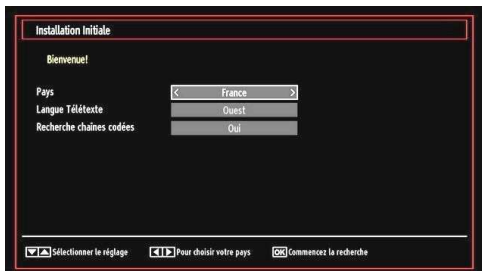 Installation Initiale
Bienvenue!
Pays < France >
Langue Télétexte Ouest
Recherche chaînes codées Oui
Sélectionner le réglage Pour choisir votre pays OK Commencez la recherche